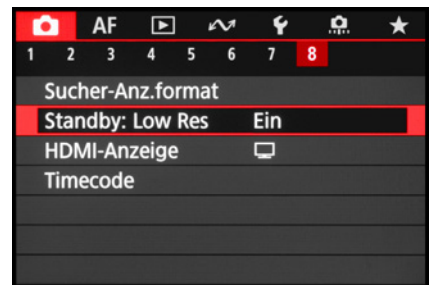 AF
1 2 3 4 5 6 7 8
Sucher-Anz.format
Standby: Low Res Ein
HDMI-Anzeige
Timecode